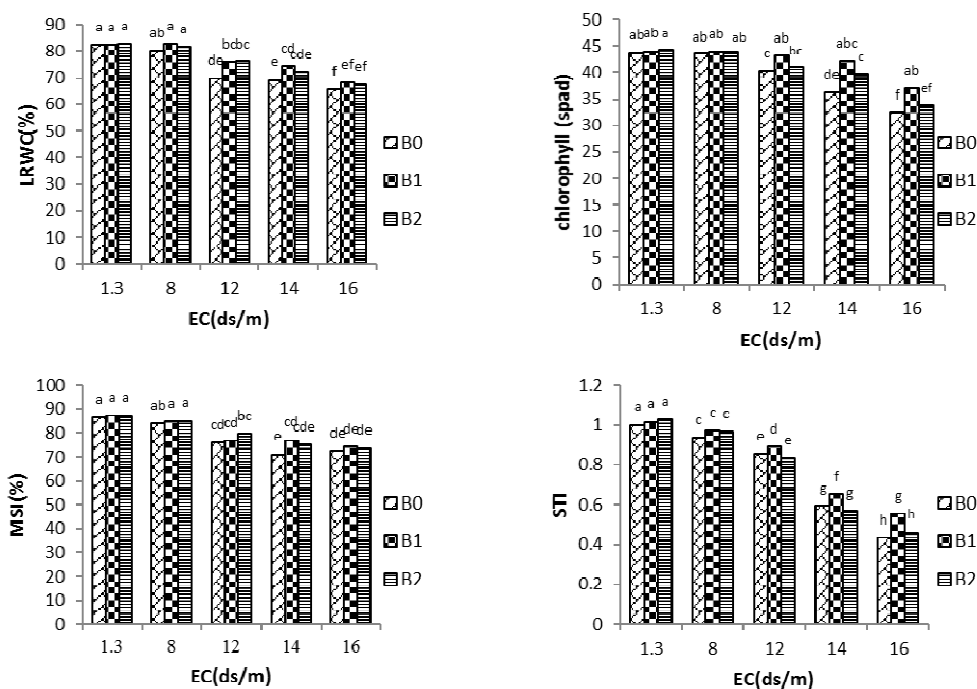 90
80
70
60
50
40
30
20
10
0
LRWC(%)
a a a
ab a a
de bc bc
e cd cde
f ef ef
1.3 8 12 14 16
EC(ds/m)
B0
B1
B2
50
45
40
35
30
25
20
15
10
5
0
chlorophyll (spad)
ab ab a
ab ab ab
c ab bc
de abc c
f ab ef
1.3 8 12 14 16
EC(ds/m)
B0
B1
B2
100
90
80
70
60
50
40
30
20
10
0
MSI(%)
a a a
ab a a
cd cd bc
e cd cde
de de de
1.3 8 12 14 16
EC(ds/m)
B0
B1
B2
1.2
1
0.8
0.6
0.4
0.2
0
STI
a a a
c c c
e d e
g f g
h g h
1.3 8 12 14 16
EC(ds/m)
B0
B1
B2